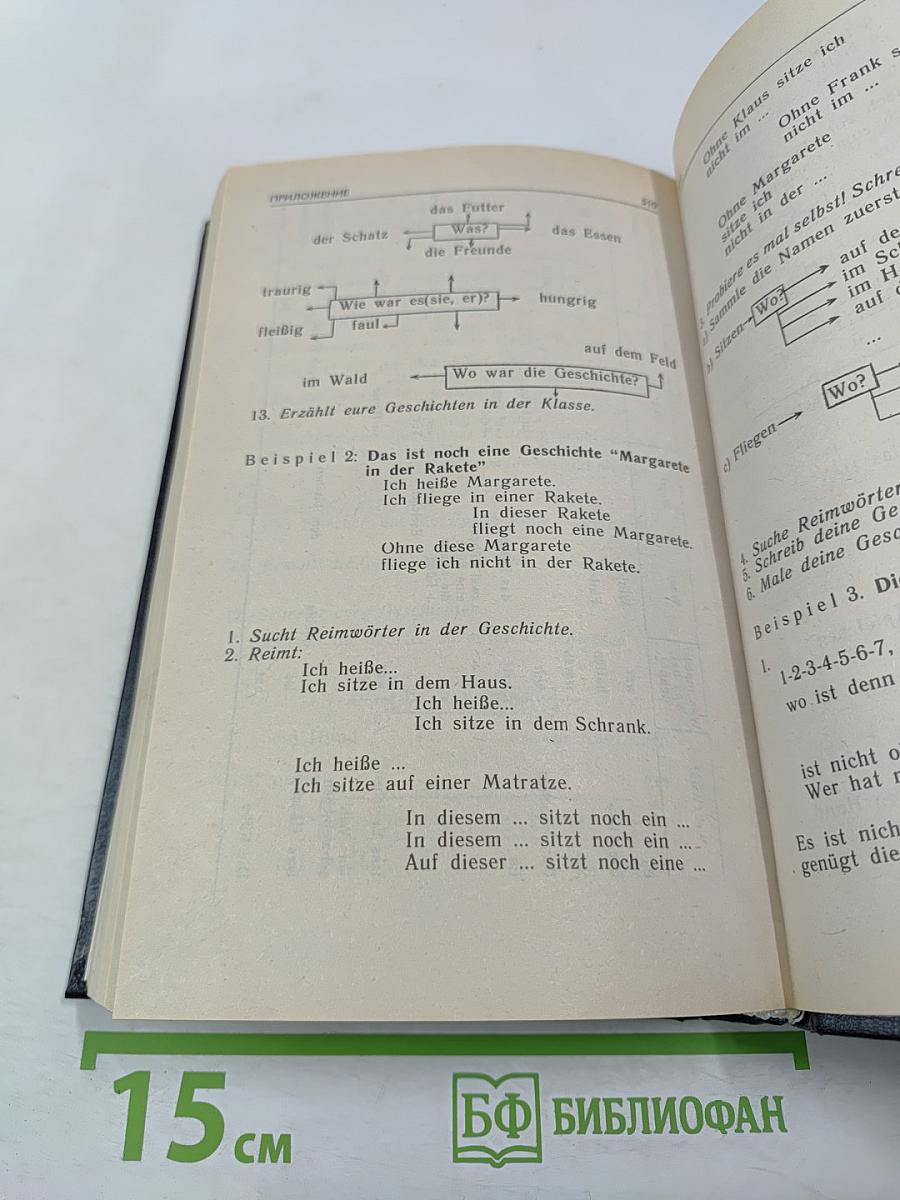 ПРИЛОЖЕНИЕ
das Futter
der Schatz Was? das Essen
die Freunde
traurig
Wie war es(sie, er)? hungrig
fleißig faul
auf dem Feld
im Wald Wo war die Geschichte?
13. Erzählt eure Geschichten in der Klasse.
Beispiel 2: Das ist noch eine Geschichte "Margarete
in der Rakete"
Ich heiße Margarete.
Ich fliege in einer Rakete.
In dieser Rakete
fliegt noch eine Margarete.
Ohne diese Margarete
fliege ich nicht in der Rakete.
1. Sucht Reimwörter in der Geschichte.
2. Reimt:
Ich heiße...
Ich sitze in dem Haus.
Ich heiße...
Ich sitze in dem Schrank.
Ich heiße ...
Ich sitze auf einer Matratze.
In diesem ... sitzt noch ein ...
In diesem ... sitzt noch ein ...
Auf dieser ... sitzt noch eine ...
Ohne Klaus sitze ich
nicht im ...
Ohne Frank
nicht im ...
Ohne Margarete
sitze ich
nicht in der ...
3. Probiere es mal selbst!
a) Sammle die Namen zuerst
b) Sitzen Wo?
auf
im
im
auf
...
c) Fliegen Wo?
4. Suche Reimwörter
5. Schreib deine
6. Male deine
Beispiel 3.
1.
1-2-3-4-5-6-7,
wo ist denn
ist nicht
Wer hat
Es ist
genügt
15 см
БФ БИБЛИОФАН